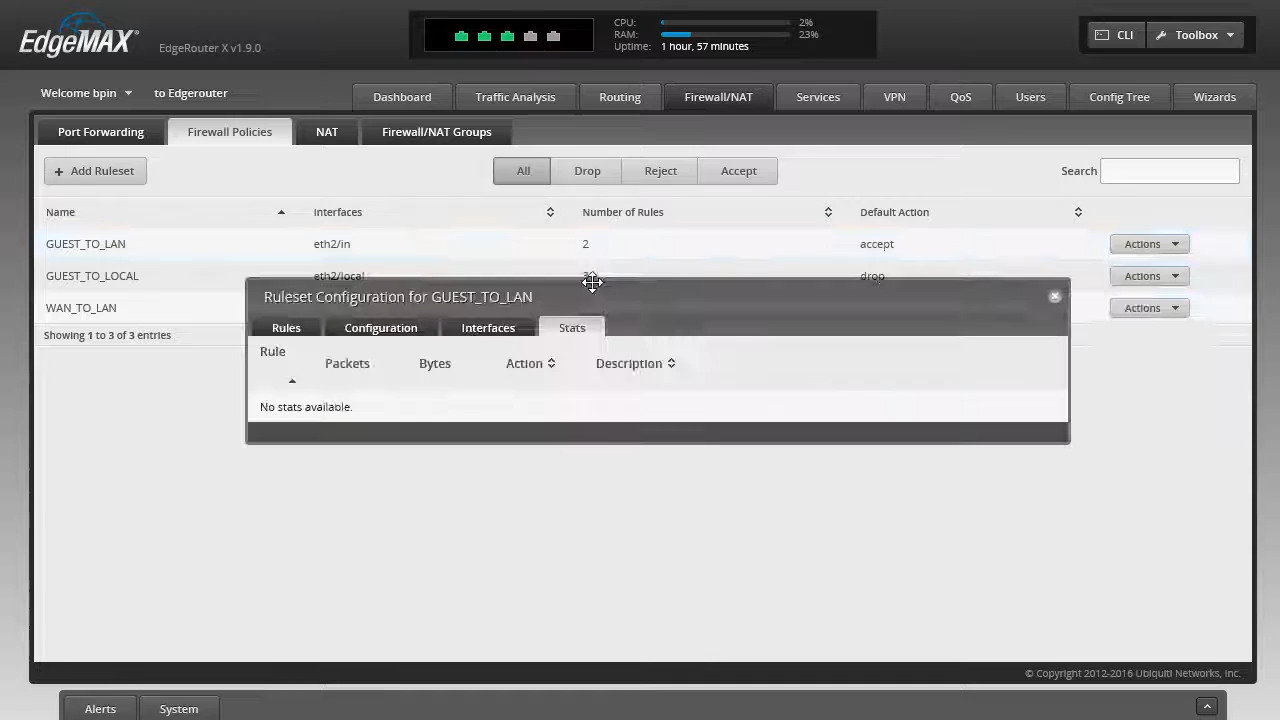 EdgeMAX EdgeRouter X v1.9.0
CPU: 2%
RAM: 23%
Uptime: 1 hour, 57 minutes
CLI Toolbox
Welcome bpin to Edgerouter
Dashboard Traffic Analysis Routing Firewall/NAT Services VPN QoS Users Config Tree Wizards
Port Forwarding Firewall Policies NAT Firewall/NAT Groups
+ Add Ruleset All Drop Reject Accept Search
Name Interfaces Number of Rules Default Action
GUEST_TO_LAN eth2/in 2 accept Actions
GUEST_TO_LOCAL eth2/local drop Actions
WAN_TO_LAN Actions
Showing 1 to 3 of 3 entries
Ruleset Configuration for GUEST_TO_LAN
Rules Configuration Interfaces Stats
Rule Packets Bytes Action Description
No stats available.
© Copyright 2012-2016 Ubiquiti Networks, Inc.
Alerts System